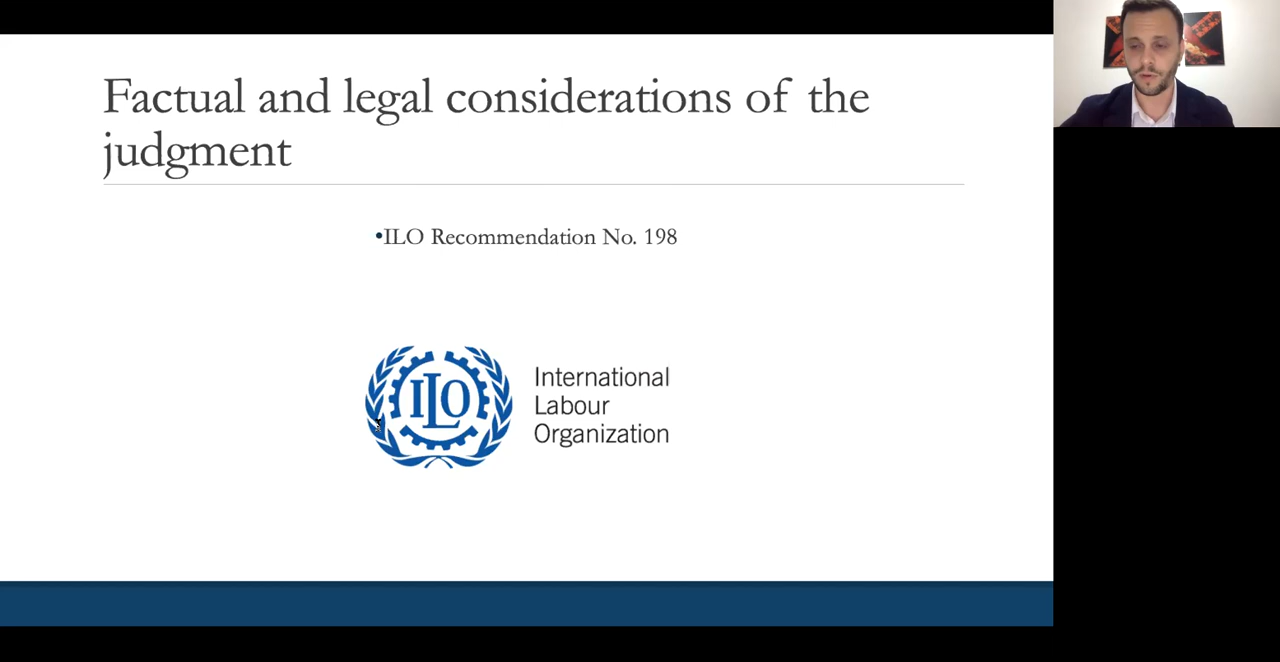 Factual and legal considerations of the
judgment
•ILO Recommendation No. 198
ILO
International
Labour
Organization